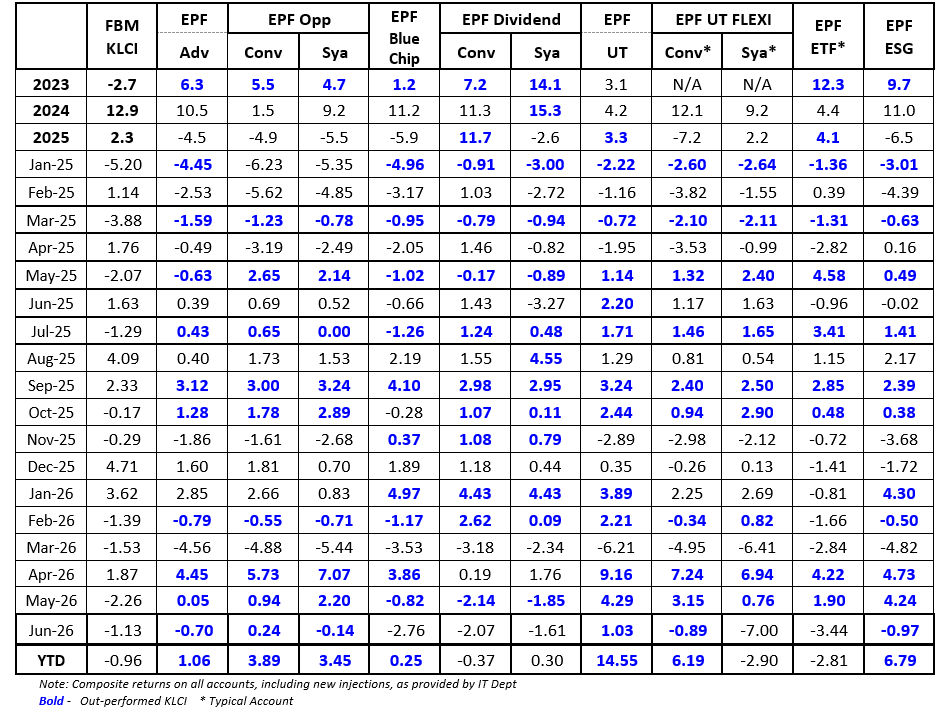 FBM KLCI EPF Adv EPF Opp Conv Sya EPF Blue Chip EPF Dividend Conv Sya EPF UT EPF UT FLEXI Conv* Sya* EPF ETF* EPF ESG
2023 -2.7 6.3 5.5 4.7 1.2 7.2 14.1 3.1 N/A N/A 12.3 9.7
2024 12.9 10.5 1.5 9.2 11.2 11.3 15.3 4.2 12.1 9.2 4.4 11.0
2025 2.3 -4.5 -4.9 -5.5 -5.9 11.7 -2.6 3.3 -7.2 2.2 4.1 -6.5
Jan-25 -5.20 -4.45 -6.23 -5.35 -4.96 -0.91 -3.00 -2.22 -2.60 -2.64 -1.36 -3.01
Feb-25 1.14 -2.53 -5.62 -4.85 -3.17 1.03 -2.72 -1.16 -3.82 -1.55 0.39 -4.39
Mar-25 -3.88 -1.59 -1.23 -0.78 -0.95 -0.79 -0.94 -0.72 -2.10 -2.11 -1.31 -0.63
Apr-25 1.76 -0.49 -3.19 -2.49 -2.05 1.46 -0.82 -1.95 -3.53 -0.99 -2.82 0.16
May-25 -2.07 -0.63 2.65 2.14 -1.02 -0.17 -0.89 1.14 1.32 2.40 4.58 0.49
Jun-25 1.63 0.39 0.69 0.52 -0.66 1.43 -3.27 2.20 1.17 1.63 -0.96 -0.02
Jul-25 -1.29 0.43 0.65 0.00 -1.26 1.24 0.48 1.71 1.46 1.65 3.41 1.41
Aug-25 4.09 0.40 1.73 1.53 2.19 1.55 4.55 1.29 0.81 0.54 1.15 2.17
Sep-25 2.33 3.12 3.00 3.24 4.10 2.98 2.95 3.24 2.40 2.50 2.85 2.39
Oct-25 -0.17 1.28 1.78 2.89 -0.28 1.07 0.11 2.44 0.94 2.90 0.48 0.38
Nov-25 -0.29 -1.86 -1.61 -2.68 0.37 1.08 0.79 -2.89 -2.98 -2.12 -0.72 -3.68
Dec-25 4.71 1.60 1.81 0.70 1.89 1.18 0.44 0.35 -0.26 0.13 -1.41 -1.72
Jan-26 3.62 2.85 2.66 0.83 4.97 4.43 4.43 3.89 2.25 2.69 -0.81 4.30
Feb-26 -1.39 -0.79 -0.55 -0.71 -1.17 2.62 0.09 2.21 -0.34 0.82 -1.66 -0.50
Mar-26 -1.53 -4.56 -4.88 -5.44 -3.53 -3.18 -2.34 -6.21 -4.95 -6.41 -2.84 -4.82
Apr-26 1.87 4.45 5.73 7.07 3.86 0.19 1.76 9.16 7.24 6.94 4.22 4.73
May-26 -2.26 0.05 0.94 2.20 -0.82 -2.14 -1.85 4.29 3.15 0.76 1.90 4.24
Jun-26 -1.13 -0.70 0.24 -0.14 -2.76 -2.07 -1.61 1.03 -0.89 -7.00 -3.44 -0.97
YTD -0.96 1.06 3.89 3.45 0.25 -0.37 0.30 14.55 6.19 -2.90 -2.81 6.79
Note: Composite returns on all accounts, including new injections, as provided by IT Dept
Bold - Out-performed KLCI * Typical Account